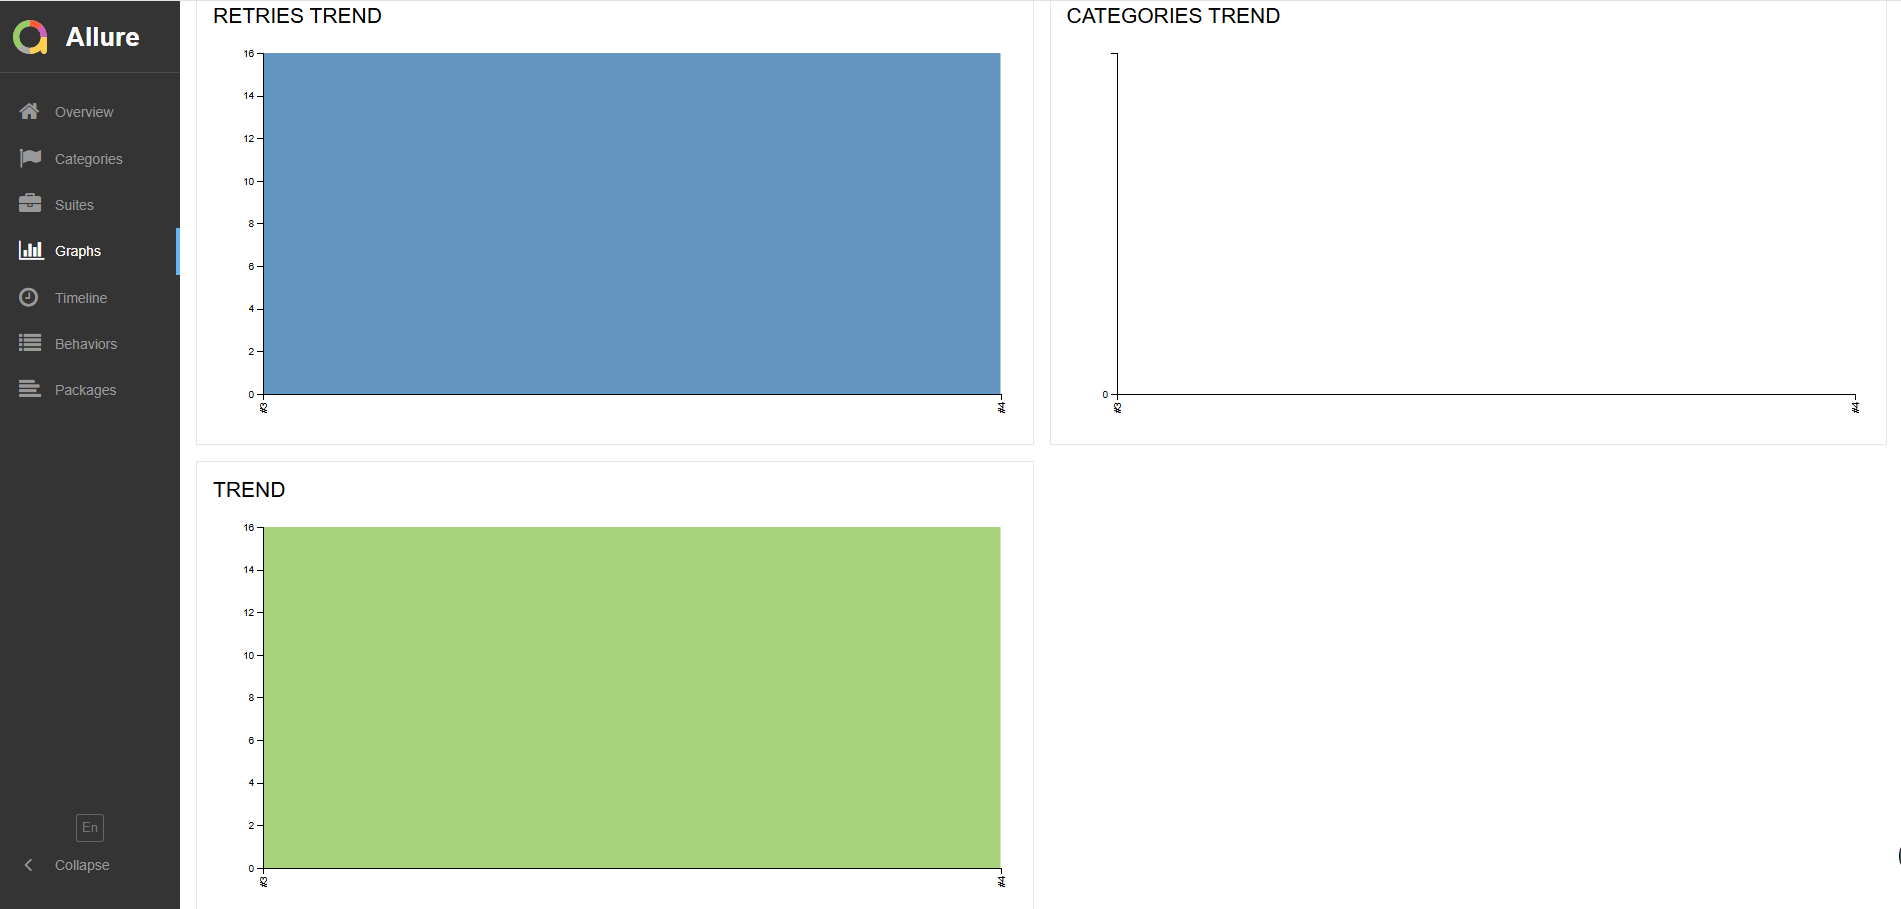 Allure
Overview
Categories
Suites
Graphs
Timeline
Behaviors
Packages
En
Collapse
RETRIES TREND
16
14
12
10
8
6
4
2
0
#3
#4
CATEGORIES TREND
0
#3
#4
TREND
16
14
12
10
8
6
4
2
0
#3
#4